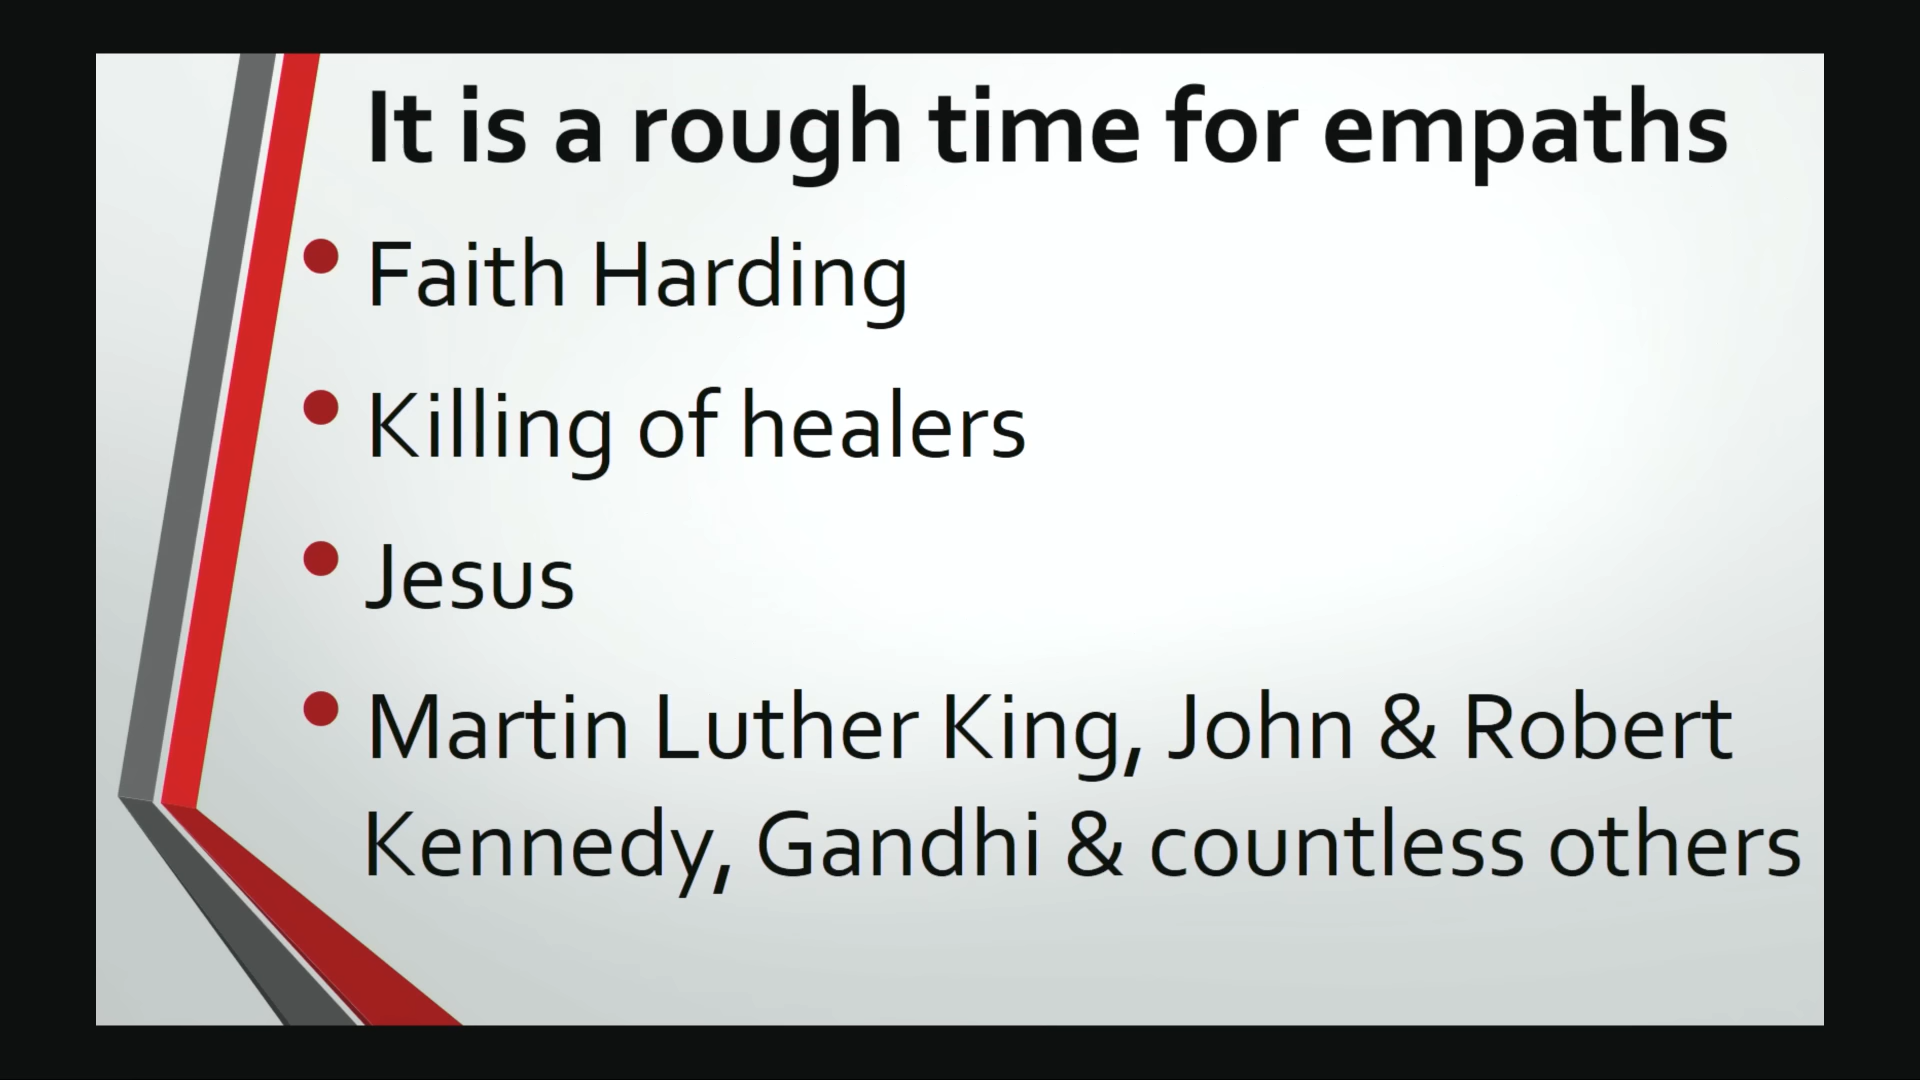 It is a rough time for empaths
• Faith Harding
• Killing of healers
• Jesus
• Martin Luther King, John & Robert
Kennedy, Gandhi & countless others